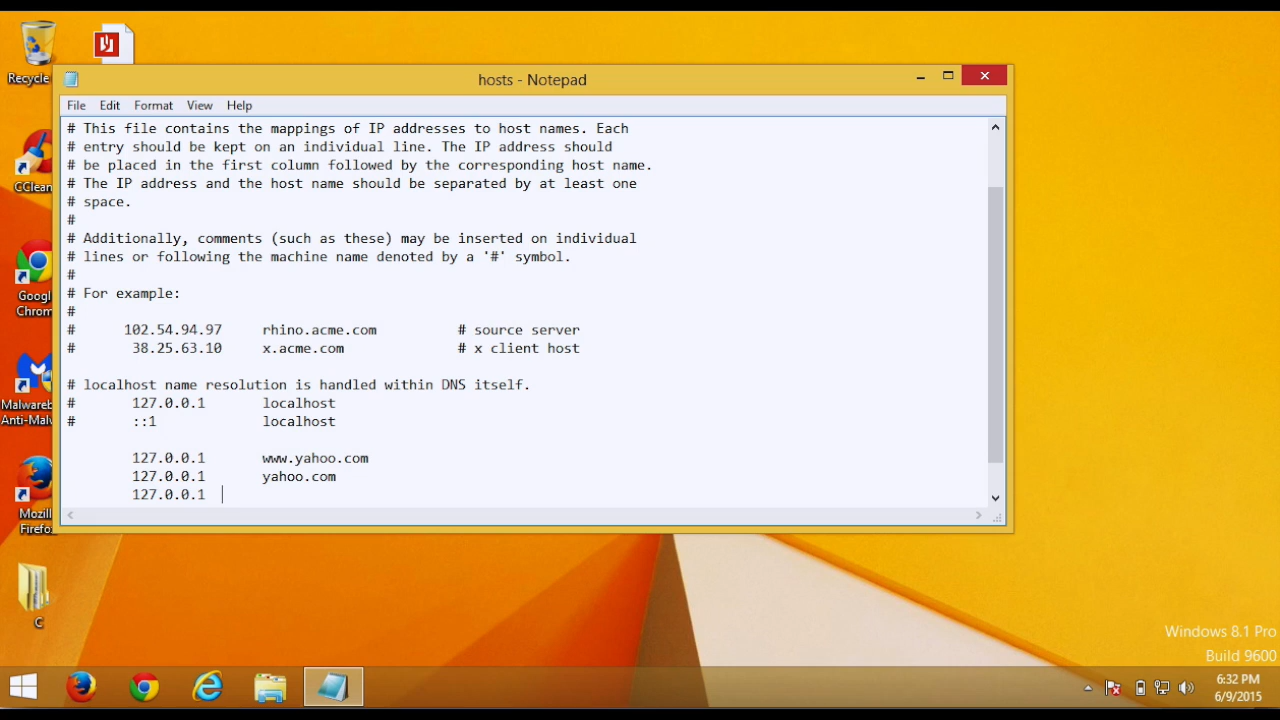 Recycle
hosts - Notepad
File Edit Format View Help
# This file contains the mappings of IP addresses to host names. Each
# entry should be kept on an individual line. The IP address should
# be placed in the first column followed by the corresponding host name.
# The IP address and the host name should be separated by at least one
# space.
#
# Additionally, comments (such as these) may be inserted on individual
# lines or following the machine name denoted by a '#' symbol.
#
# For example:
#
# 102.54.94.97 rhino.acme.com # source server
# 38.25.63.10 x.acme.com # x client host
# localhost name resolution is handled within DNS itself.
# 127.0.0.1 localhost
# ::1 localhost
127.0.0.1 www.yahoo.com
127.0.0.1 yahoo.com
127.0.0.1
CClean
Googl
Chrom
Malwareb
Anti-Malw
Mozil
Firefo
C
Windows 8.1 Pro
Build 9600
6:32 PM
6/9/2015